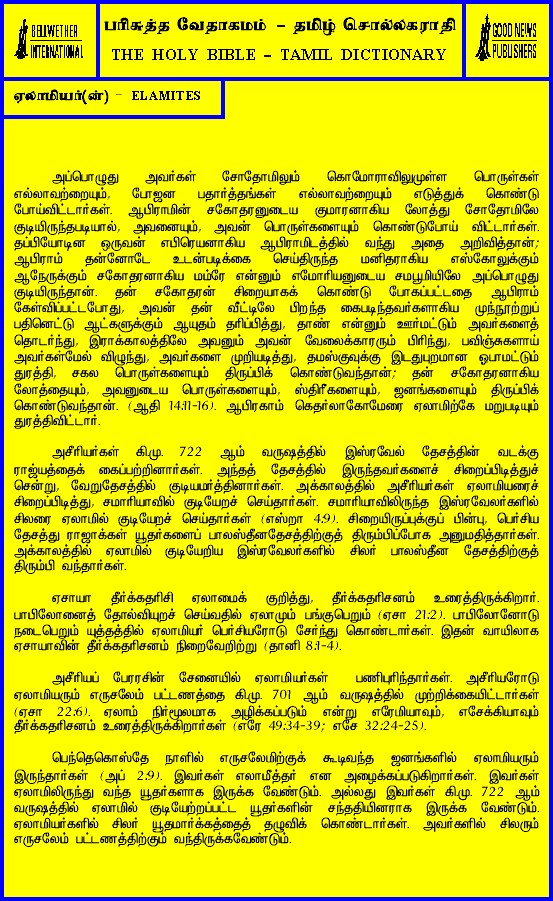 BELLWETHER
INTERNATIONAL
பரிசுத்த வேதாகமம் - தமிழ் சொல்லகராதி
THE HOLY BIBLE - TAMIL DICTIONARY
GOOD NEWS
PUBLISHERS
ஏலாமியர்(ன்) - ELAMITES
அப்பொழுது அவர்கள் சோதோமிலும் கொமோராவிலுமுள்ள பொருள்கள்
எல்லாவற்றையும், போஜன பதார்த்தங்கள் எல்லாவற்றையும் எடுத்துக் கொண்டு
போய்விட்டார்கள். ஆபிராமின் சகோதரனுடைய குமாரனாகிய லோத்து சோதோமிலே
குடியிருந்தபடியால், அவனையும், அவன் பொருள்களையும் கொண்டுபோய் விட்டார்கள்.
தப்பியோடின ஒருவன் எபிரெயனாகிய ஆபிராமிடத்தில் வந்து அதை அறிவித்தான்;
ஆபிராம் தன்னோடே உடன்படிக்கை செய்திருந்த மனிதராகிய எஸ்கோலுக்கும்
ஆநேருக்கும் சகோதரனாகிய மம்ரே என்னும் எமோரியனுடைய சமபூமியிலே அப்பொழுது
குடியிருந்தான். தன் சகோதரன் சிறையாகக் கொண்டு போகப்பட்டதை ஆபிராம்
கேள்விப்பட்டபோது, அவன் தன் வீட்டிலே பிறந்த கைபடிந்தவர்களாகிய முந்நூற்றுப்
பதினெட்டு ஆட்களுக்கும் ஆயுதம் தரிப்பித்து, தாண் என்னும் ஊர்மட்டும் அவர்களைத்
தொடர்ந்து, இராக்காலத்திலே அவனும் அவன் வேலைக்காரரும் பிரிந்து, பவிஞ்சுகளாய்
அவர்கள்மேல் விழுந்து, அவர்களை முறியடித்து, தமஸ்குவுக்கு இடதுபுறமான ஓபாமட்டும்
துரத்தி, சகல பொருள்களையும் திருப்பிக் கொண்டுவந்தான்; தன் சகோதரனாகிய
லோத்தையும், அவனுடைய பொருள்களையும், ஸ்திரீகளையும், ஜனங்களையும் திருப்பிக்
கொண்டுவந்தான். (ஆதி 14:11-16). ஆபிரகாம் கெதர்லாகோமேரை ஏலாமிற்கே மறுபடியும்
துரத்திவிட்டார்.
அசீரியர்கள் கி.மு. 722 ஆம் வருஷத்தில் இஸ்ரவேல் தேசத்தின் வடக்கு
ராஜ்யத்தைக் கைப்பற்றினார்கள். அந்தத் தேசத்தில் இருந்தவர்களைச் சிறைப்பிடித்துச்
சென்று, வேறுதேசத்தில் குடியமர்த்தினார்கள். அக்காலத்தில் அசீரியர்கள் ஏலாமியரைச்
சிறைப்பிடித்து, சமாரியாவில் குடியேறச் செய்தார்கள். சமாரியாவிலிருந்த இஸ்ரவேலர்களில்
சிலரை ஏலாமில் குடியேறச் செய்தார்கள் (எஸ்றா 4:9). சிறையிருப்புக்குப் பின்பு, பெர்சிய
தேசத்து ராஜாக்கள் யூதர்களைப் பாலஸ்தீனதேசத்திற்குத் திரும்பிப்போக அனுமதித்தார்கள்.
அக்காலத்தில் ஏலாமில் குடியேறிய இஸ்ரவேலர்களில் சிலர் பாலஸ்தீன தேசத்திற்குத்
திரும்பி வந்தார்கள்.
ஏசாயா தீர்க்கதரிசி ஏலாமைக் குறித்து, தீர்க்கதரிசனம் உரைத்திருக்கிறார்.
பாபிலோனைத் தோல்வியுறச் செய்வதில் ஏலாமும் பங்குபெறும் (ஏசா 21:2). பாபிலோனோடு
நடைபெறும் யுத்தத்தில் ஏலாமியர் பெர்சியரோடு சேர்ந்து கொண்டார்கள். இதன் வாயிலாக
ஏசாயாவின் தீர்க்கதரிசனம் நிறைவேறிற்று (தானி 8:1-4).
அசீரியப் பேரரசின் சேனையில் ஏலாமியர்கள் பணிபுரிந்தார்கள். அசீரியரோடு
ஏலாமியரும் எருசலேம் பட்டணத்தை கி.மு. 701 ஆம் வருஷத்தில் முற்றிக்கையிட்டார்கள்
(ஏசா 22:6). ஏலாம் நிர்மூலமாக அழிக்கப்படும் என்று எரேமியாவும், எசேக்கியாவும்
தீர்க்கதரிசனம் உரைத்திருக்கிறார்கள் (எரே 49:34-39; எசே 32:24-25).
பெந்தெகொஸ்தே நாளில் எருசலேமிற்குக் கூடிவந்த ஜனங்களில் ஏலாமியரும்
இருந்தார்கள் (அப் 2:9). இவர்கள் எலாமீத்தர் என அழைக்கப்படுகிறார்கள். இவர்கள்
ஏலாமிலிருந்து வந்த யூதர்களாக இருக்க வேண்டும். அல்லது இவர்கள் கி.மு. 722 ஆம்
வருஷத்தில் ஏலாமில் குடியேற்றப்பட்ட யூதர்களின் சந்ததியினராக இருக்க வேண்டும்.
ஏலாமியர்களில் சிலர் யூதமார்க்கத்தைத் தழுவிக் கொண்டார்கள். அவர்களில் சிலரும்
எருசலேம் பட்டணத்திற்கும் வந்திருக்கவேண்டும்.